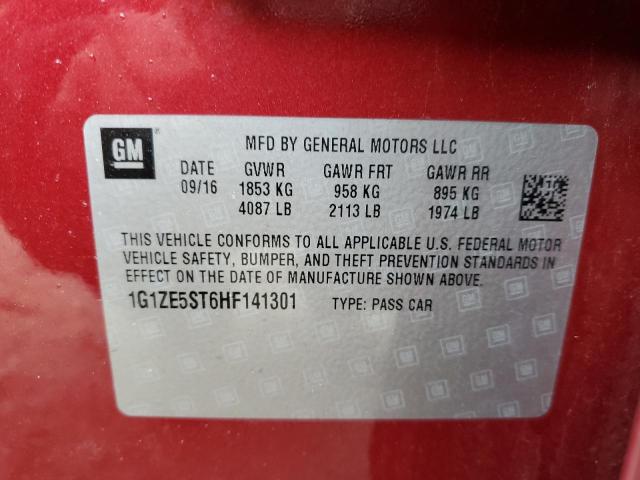 GM
MFD BY GENERAL MOTORS LLC
DATE GVWR GAWR FRT GAWR RR
09/16 1853 KG 958 KG 895 KG
4087 LB 2113 LB 1974 LB
THIS VEHICLE CONFORMS TO ALL APPLICABLE U.S. FEDERAL MOTOR
VEHICLE SAFETY, BUMPER, AND THEFT PREVENTION STANDARDS IN
EFFECT ON THE DATE OF MANUFACTURE SHOWN ABOVE.
1G1ZE5ST6HF141301 TYPE: PASS CAR